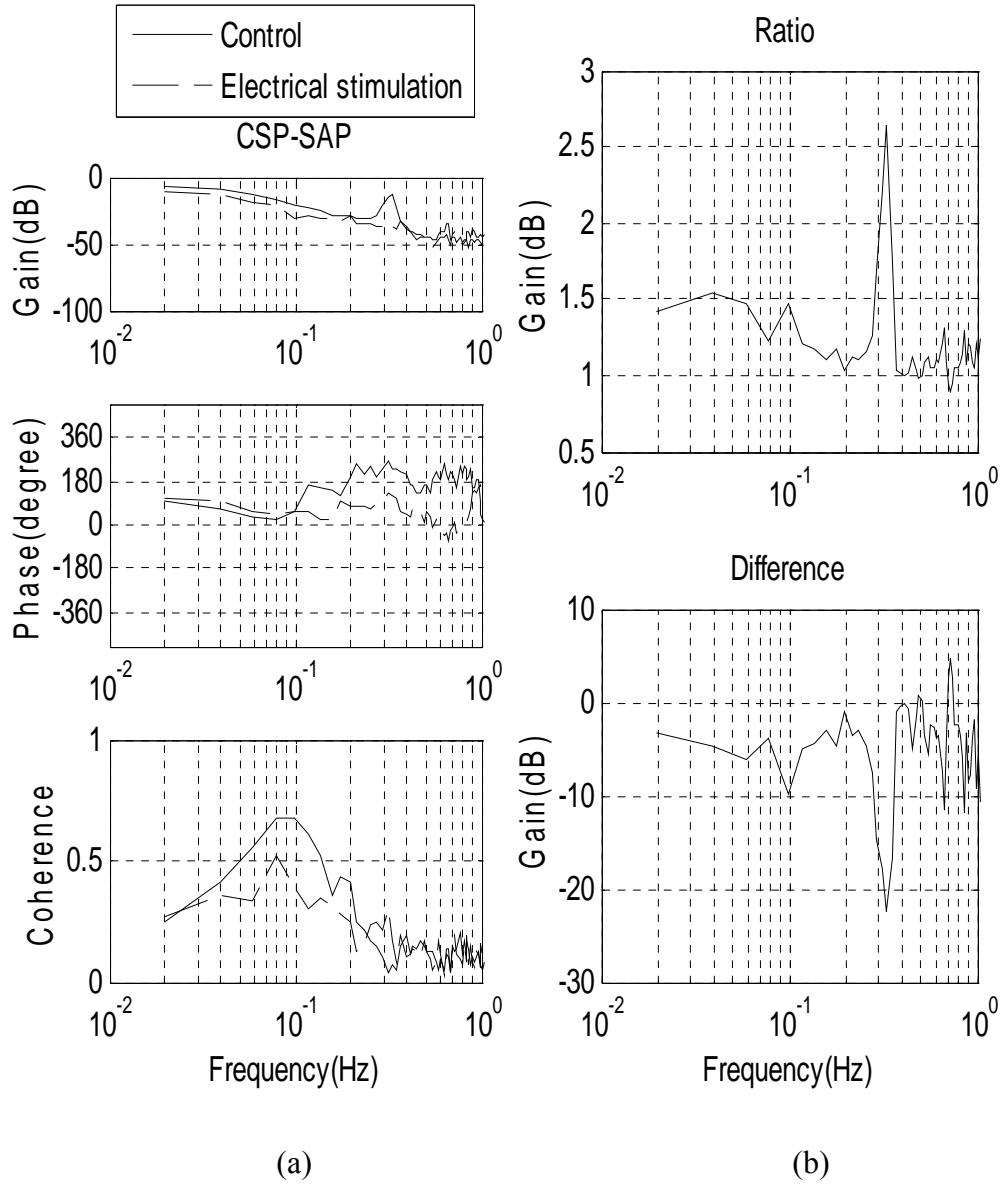 Control
Electrical stimulation
CSP-SAP
0
-50
-100
Gain(dB)
10^-2
10^-1
10^0
360
180
0
-180
-360
Phase(degree)
10^-2
10^-1
10^0
1
0.5
0
Coherence
10^-2
10^-1
10^0
Frequency(Hz)
(a)
Ratio
3
2.5
2
1.5
1
0.5
Gain(dB)
10^-2
10^-1
10^0
Difference
10
0
-10
-20
-30
Gain(dB)
10^-2
10^-1
10^0
Frequency(Hz)
(b)